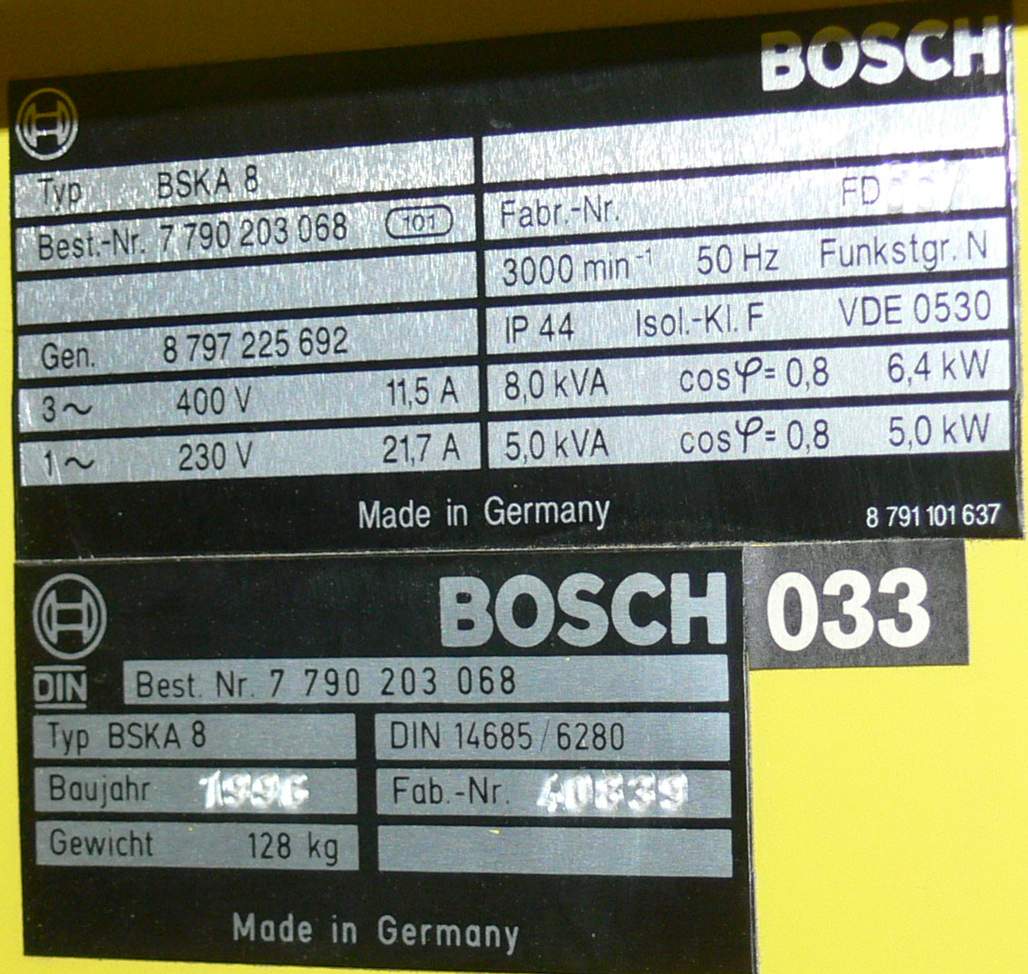 BOSCH
Typ BSKA 8
Best.-Nr. 7 790 203 068 101
Fabr.-Nr. FD
3000 min⁻¹ 50 Hz Funkstgr. N
Gen. 8 797 225 692
IP 44 Isol.-Kl. F VDE 0530
3~ 400 V 11,5 A
8,0 kVA cosφ= 0,8 6,4 kW
1~ 230 V 21,7 A
5,0 kVA cosφ= 0,8 5,0 kW
Made in Germany
8 791 101 637
BOSCH
033
DIN
Best. Nr. 7 790 203 068
Typ BSKA 8
DIN 14685/6280
Baujahr 1996
Fab.-Nr.
Gewicht 128 kg
Made in Germany